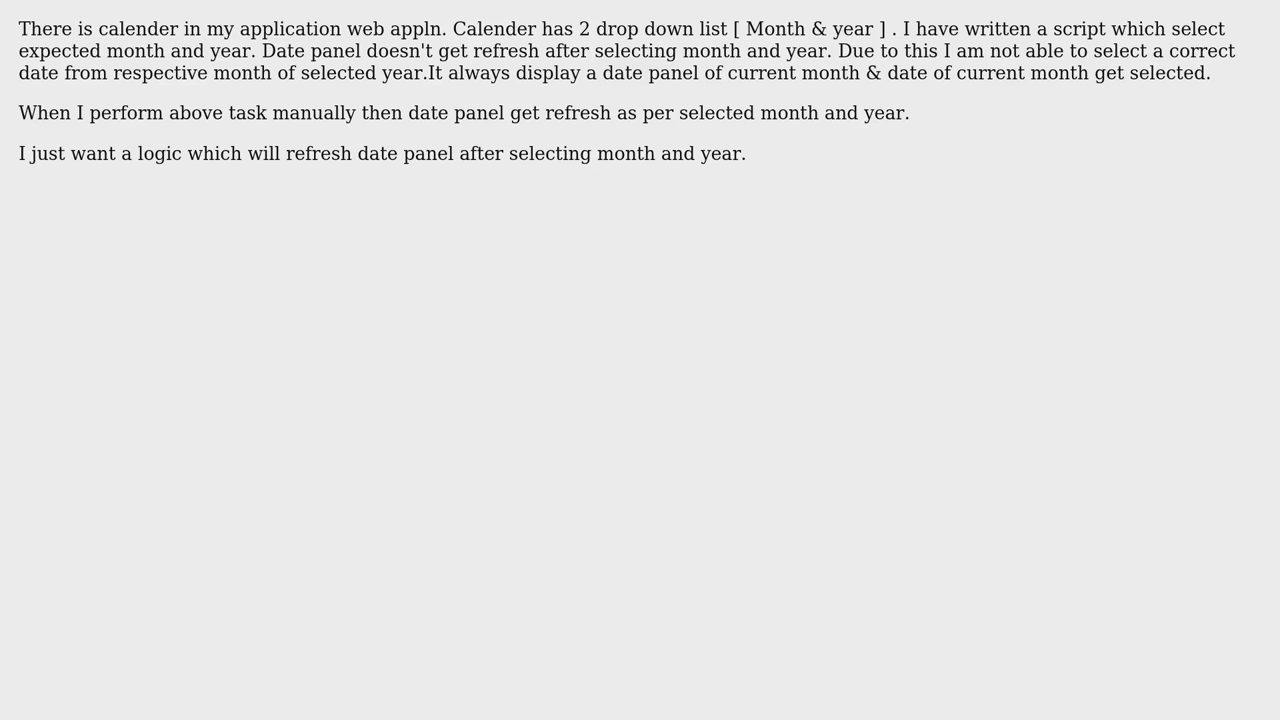 There is calender in my application web appln. Calender has 2 drop down list [ Month & year ] . I have written a script which select
expected month and year. Date panel doesn't get refresh after selecting month and year. Due to this I am not able to select a correct
date from respective month of selected year.It always display a date panel of current month & date of current month get selected.
When I perform above task manually then date panel get refresh as per selected month and year.
I just want a logic which will refresh date panel after selecting month and year.